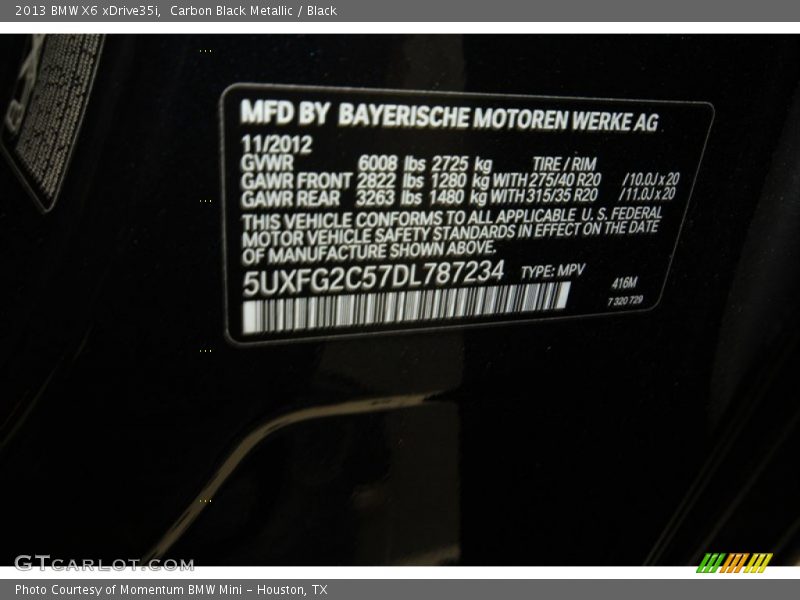 2013 BMW X6 xDrive35i, Carbon Black Metallic / Black
MFD BY BAYERISCHE MOTOREN WERKE AG
11/2012
GVWR 6008 lbs 2725 kg TIRE / RIM
GAWR FRONT 2822 lbs 1280 kg WITH 275/40 R20 /10.0J x 20
GAWR REAR 3263 lbs 1480 kg WITH 315/35 R20 /11.0J x 20
THIS VEHICLE CONFORMS TO ALL APPLICABLE U. S. FEDERAL
MOTOR VEHICLE SAFETY STANDARDS IN EFFECT ON THE DATE
OF MANUFACTURE SHOWN ABOVE.
5UXFG2C57DL787234 TYPE: MPV
416M
7 320 729
GTCARLOT.COM
Photo Courtesy of Momentum BMW Mini - Houston, TX